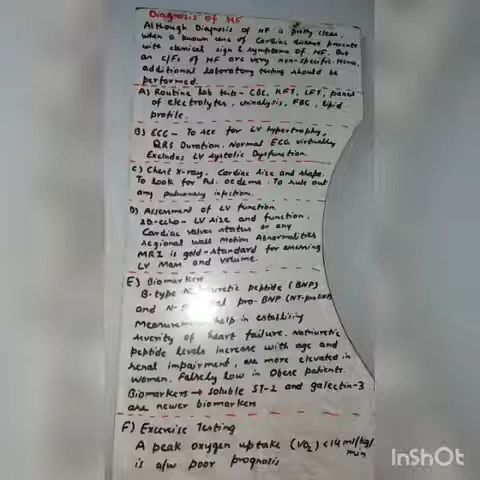 Diagnosis of HF
Although Diagnosis of HF is pretty clear,
when a known case of Cardiac disease presents
with classical sign & symptoms of HF. But
as C/Fs of HF are very non-specific. Hence,
additional laboratory testing should be
performed.
A) Routine Lab tests - CBC, KFT, LFT, panel
of electrolytes, urinalysis, FBG, lipid
profile.
B) ECG - To see for LV hypertrophy,
QRS Duration. Normal ECG virtually
Excludes LV systolic Dysfunction.
C) Chest X-ray. Cardiac size and shape.
To look for Pul. oedema. To rule out
any pulmonary infection.
D) Assessment of LV function.
2D-echo - LV size and function,
Cardiac valves status or any
regional wall Motion Abnormalities
MRI is gold-standard for assessing
LV Mass and volume.
E) Biomarkers
B-type Natriuretic peptide (BNP)
and N- pro-BNP (NT-proBNP)
Measurement help in establishing
severity of heart failure. Natriuretic
peptide levels increase with age and
renal impairment, are more elevated in
women. Falsely low in Obese patients.
Biomarkers → soluble ST-2 and galectin-3
are newer biomarkers
F) Excercise Testing
A peak oxygen uptake (VO2) <14 ml/kg/
min
is a/w poor prognosis
InShOt